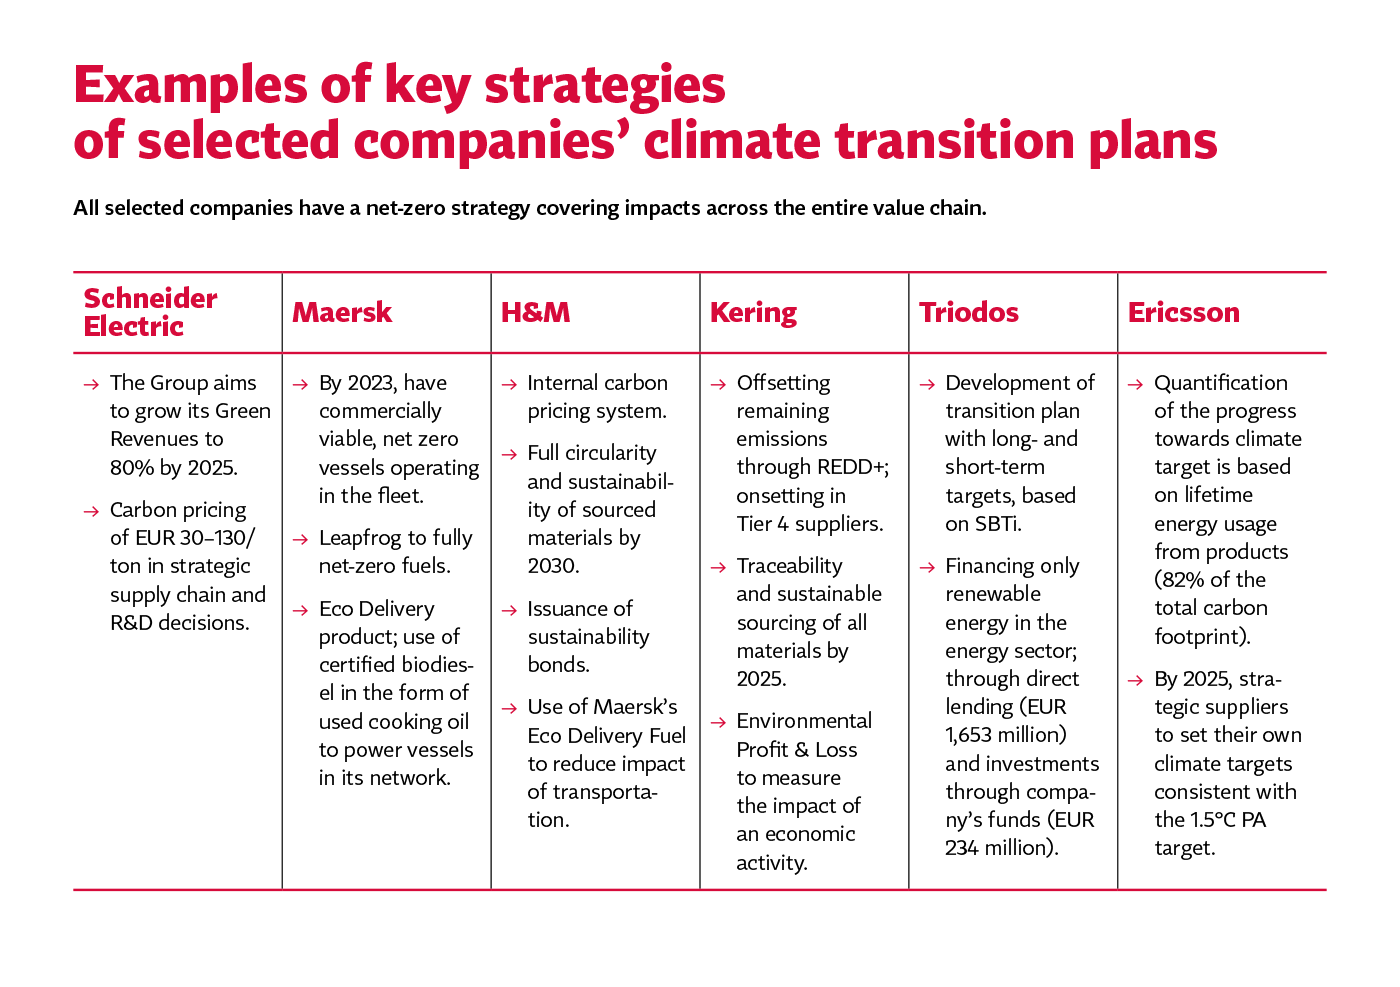 Examples of key strategies
of selected companies’ climate transition plans
All selected companies have a net-zero strategy covering impacts across the entire value chain.
Schneider
Electric
→ The Group aims
to grow its Green
Revenues to
80% by 2025.
→ Carbon pricing
of EUR 30–130/
ton in strategic
supply chain and
R&D decisions.
Maersk
→ By 2023, have
commercially
viable, net zero
vessels operating
in the fleet.
→ Leapfrog to fully
net-zero fuels.
→ Eco Delivery
product; use of
certified biodies-
el in the form of
used cooking oil
to power vessels
in its network.
H&M
→ Internal carbon
pricing system.
→ Full circularity
and sustainabil-
ity of sourced
materials by
2030.
→ Issuance of
sustainability
bonds.
→ Use of Maersk’s
Eco Delivery Fuel
to reduce impact
of transporta-
tion.
Kering
→ Offsetting
remaining
emissions
through REDD+;
onsetting in
Tier 4 suppliers.
→ Traceability
and sustainable
sourcing of all
materials by
2025.
→ Environmental
Profit & Loss
to measure
the impact of
an economic
activity.
Triodos
→ Development of
transition plan
with long- and
short-term
targets, based
on SBTi.
→ Financing only
renewable
energy in the
energy sector;
through direct
lending (EUR
1,653 million)
and investments
through compa-
ny’s funds (EUR
234 million).
Ericsson
→ Quantification
of the progress
towards climate
target is based
on lifetime
energy usage
from products
(82% of the
total carbon
footprint).
→ By 2025, stra-
tegic suppliers
to set their own
climate targets
consistent with
the 1.5°C PA
target.